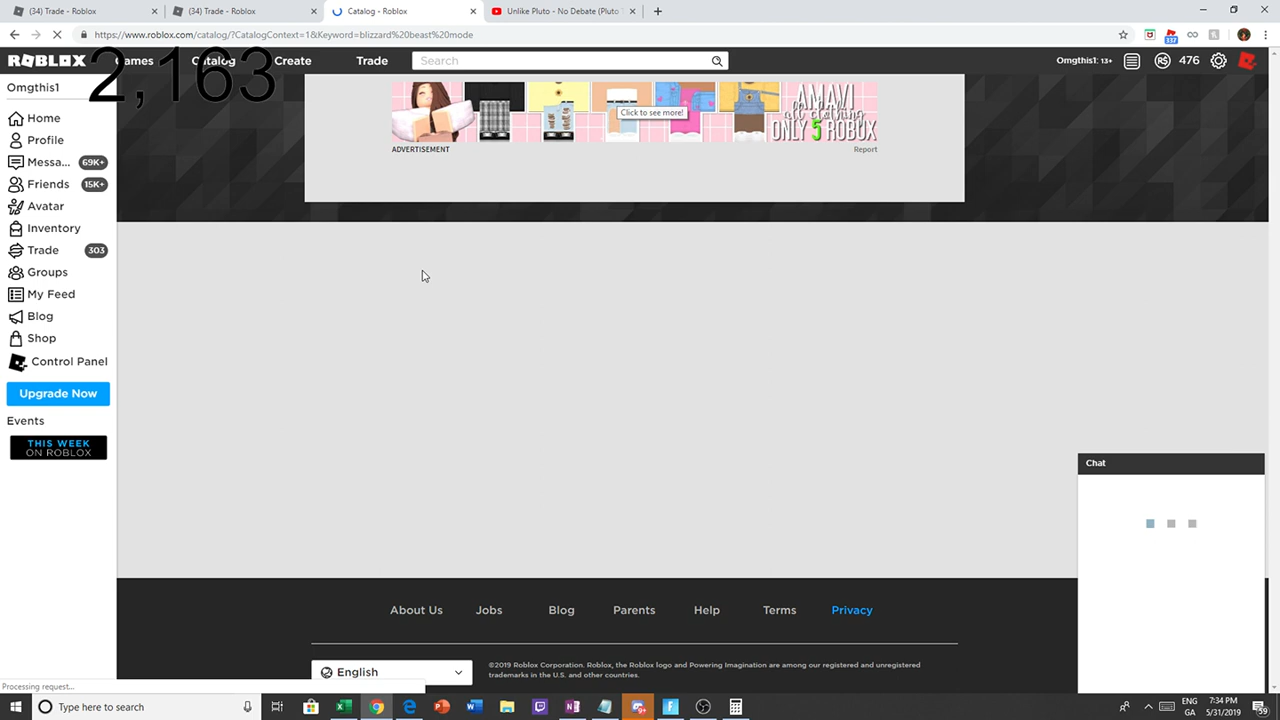 (34) Trade - Roblox
(34) Trade - Roblox
Catalog - Roblox
Unlike Pluto - No Debate (Pluto T
https://www.roblox.com/catalog/?CatalogContext=1&Keyword=blizzard%20beast%20mode
317
ROBLOX
Games
Catalog
Create
Trade
Search
Omgthis1: 13+
476
2,163
Omgthis1
Home
Profile
Messa... 69K+
Friends 15K+
Avatar
Inventory
Trade 303
Groups
My Feed
Blog
Shop
Control Panel
Upgrade Now
Events
THIS WEEK
ON ROBLOX
Click to see more!
AMAVI
all clothing
ONLY 5 ROBUX
ADVERTISEMENT
Report
Chat
About Us
Jobs
Blog
Parents
Help
Terms
Privacy
English
©2019 Roblox Corporation. Roblox, the Roblox logo and Powering Imagination are among our registered and unregistered
trademarks in the U.S. and other countries.
Processing request...
Type here to search
ENG
GA
7:34 PM
5/31/2019
59